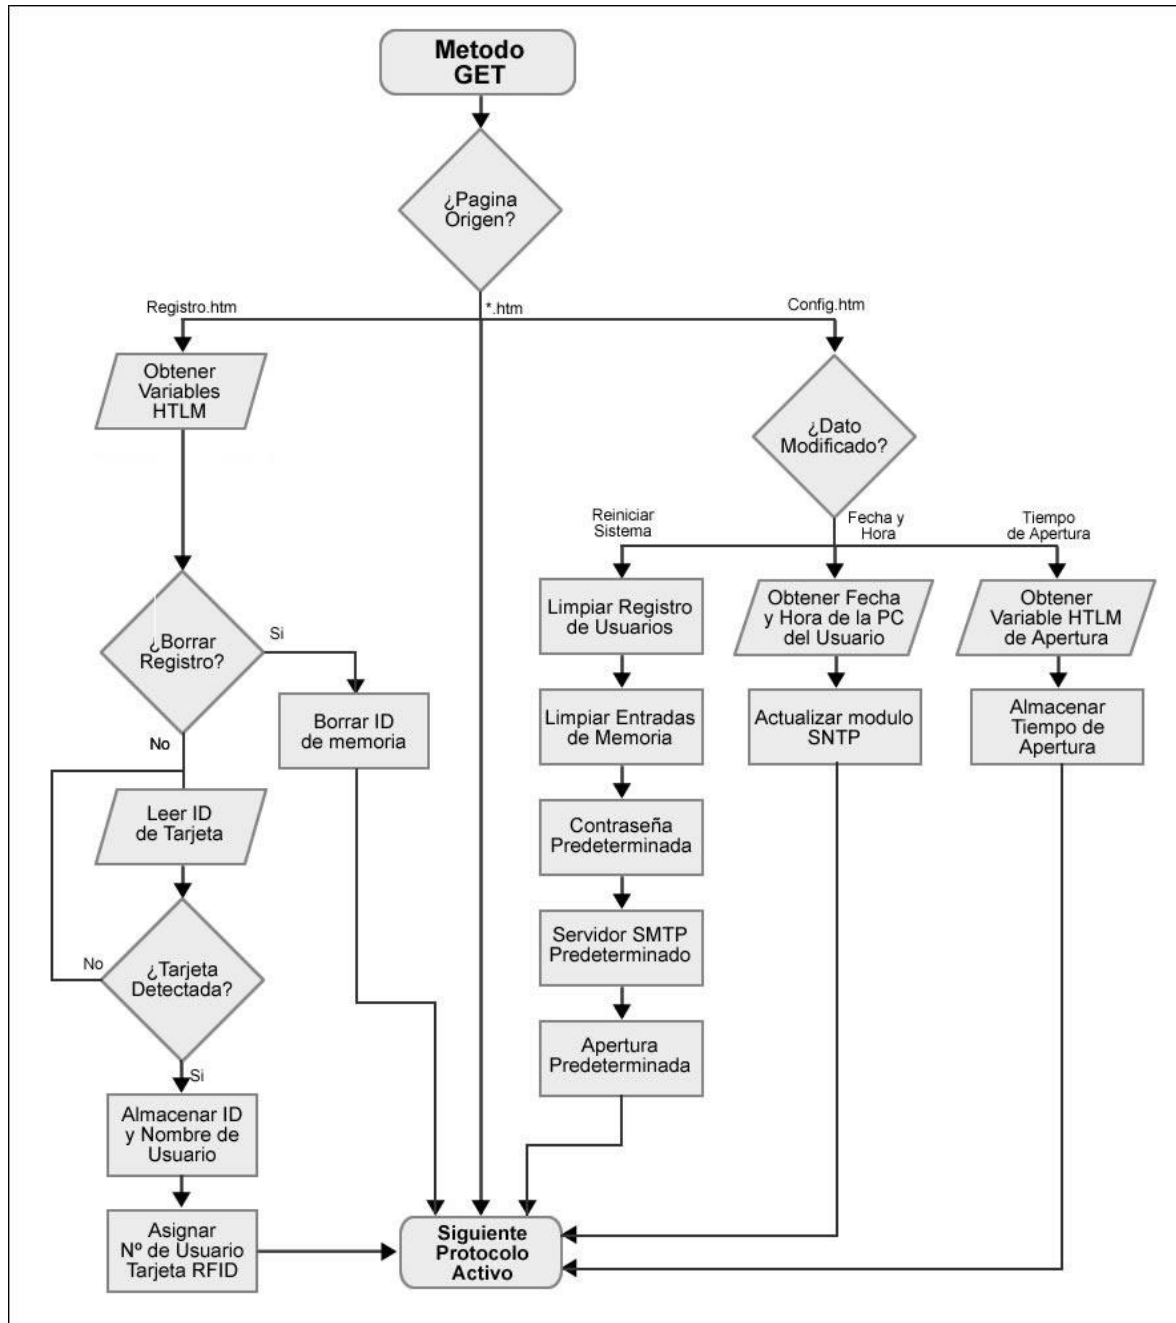 Metodo
GET
¿Pagina
Origen?
Registro.htm
*.htm
Config.htm
Obtener
Variables
HTLM
¿Dato
Modificado?
Reiniciar
Sistema
Fecha y
Hora
Tiempo
de Apertura
Limpiar Registro
de Usuarios
Obtener Fecha
y Hora de la PC
del Usuario
Obtener
Variable HTLM
de Apertura
¿Borrar
Registro?
Si
No
Borrar ID
de memoria
Limpiar Entradas
de Memoria
Actualizar modulo
SNTP
Almacenar
Tiempo de
Apertura
Leer ID
de Tarjeta
Contraseña
Predeterminada
¿Tarjeta
Detectada?
No
Si
Servidor SMTP
Predeterminado
Apertura
Predeterminada
Almacenar ID
y Nombre de
Usuario
Asignar
Nº de Usuario
Tarjeta RFID
Siguiente
Protocolo
Activo